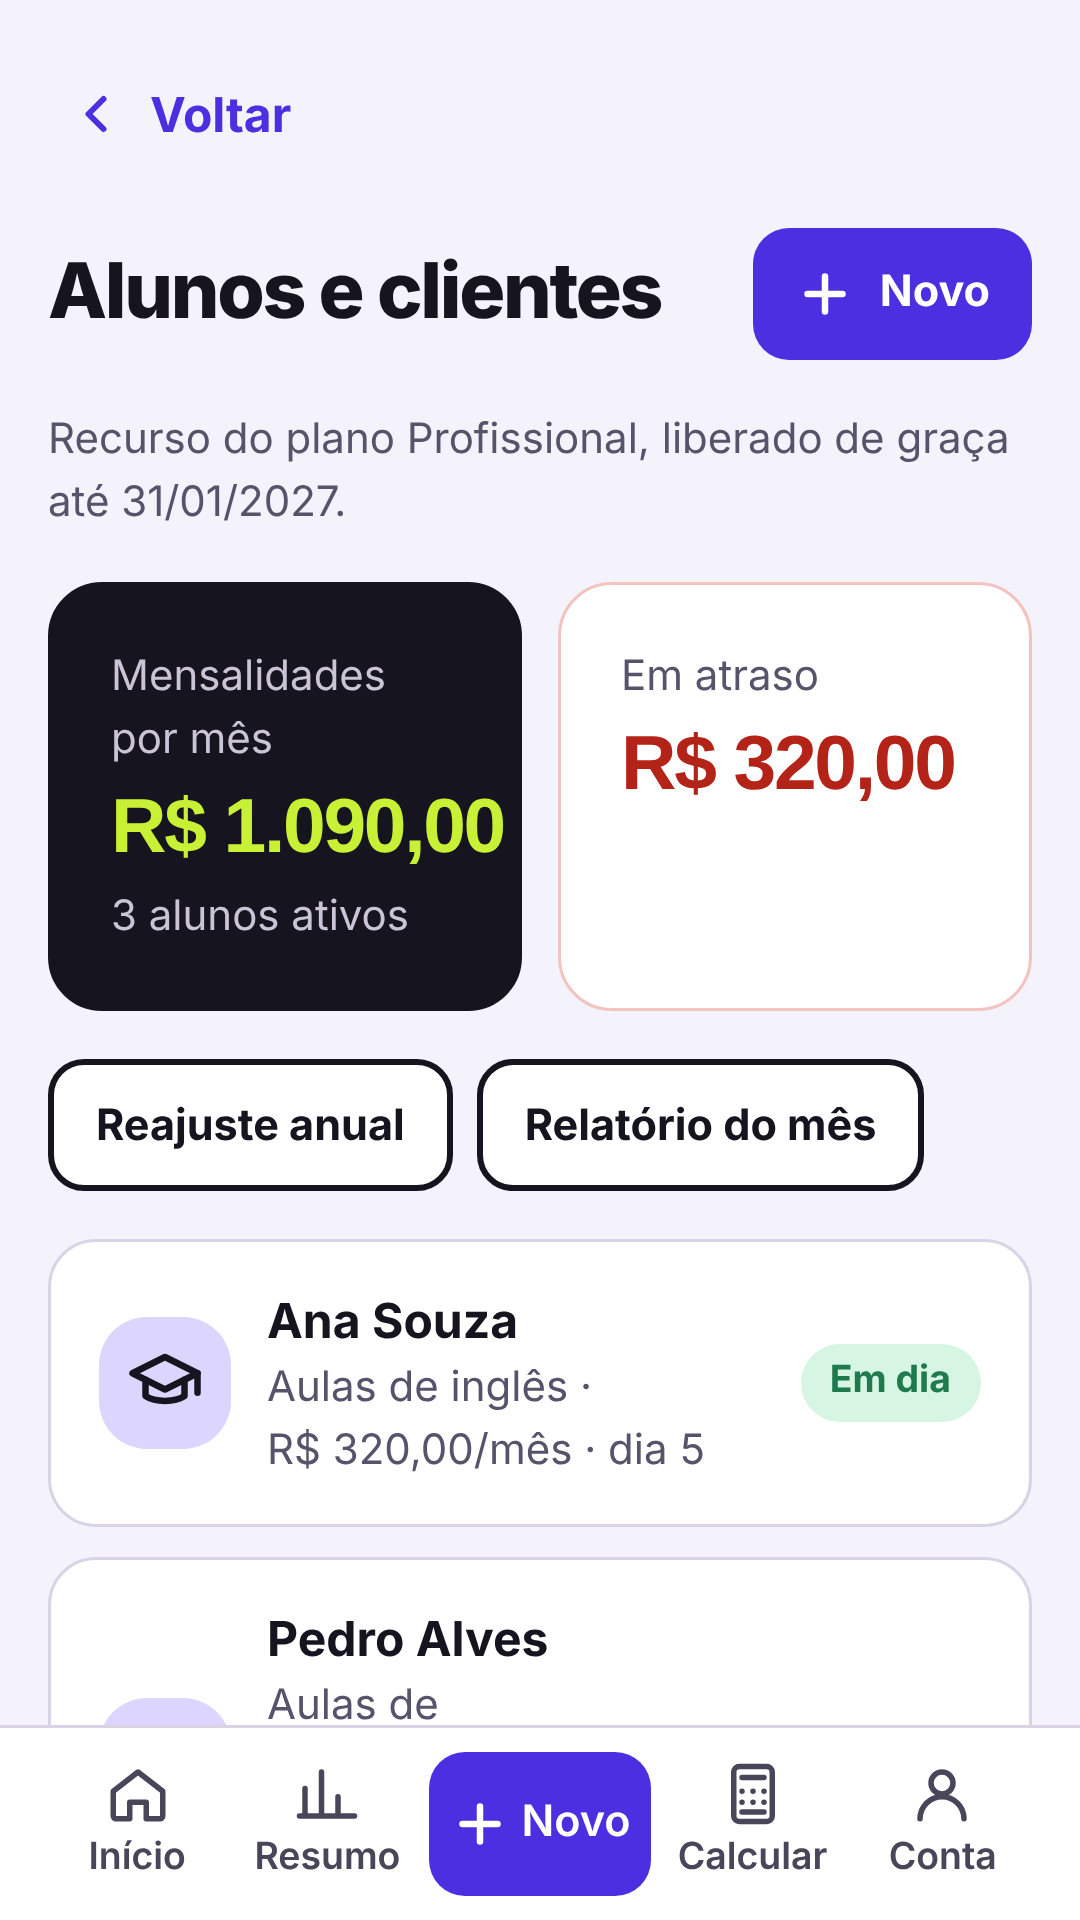 Voltar
Alunos e clientes
Novo
Recurso do plano Profissional, liberado de graça
até 31/01/2027.
Mensalidades
por mês
R$ 1.090,00
3 alunos ativos
Em atraso
R$ 320,00
Reajuste anual
Relatório do mês
Ana Souza
Aulas de inglês ·
R$ 320,00/mês · dia 5
Em dia
Pedro Alves
Aulas de
Início
Resumo
Novo
Calcular
Conta